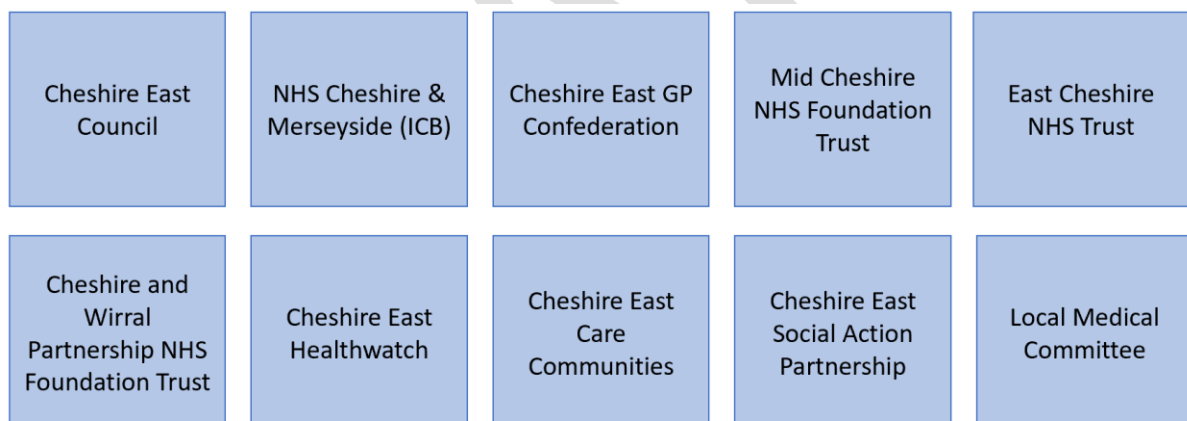 Cheshire East
Council
NHS Cheshire &
Merseyside (ICB)
Cheshire East GP
Confederation
Mid Cheshire
NHS Foundation
Trust
East Cheshire
NHS Trust
Cheshire and
Wirral
Partnership NHS
Foundation Trust
Cheshire East
Healthwatch
Cheshire East
Care
Communities
Cheshire East
Social Action
Partnership
Local Medical
Committee